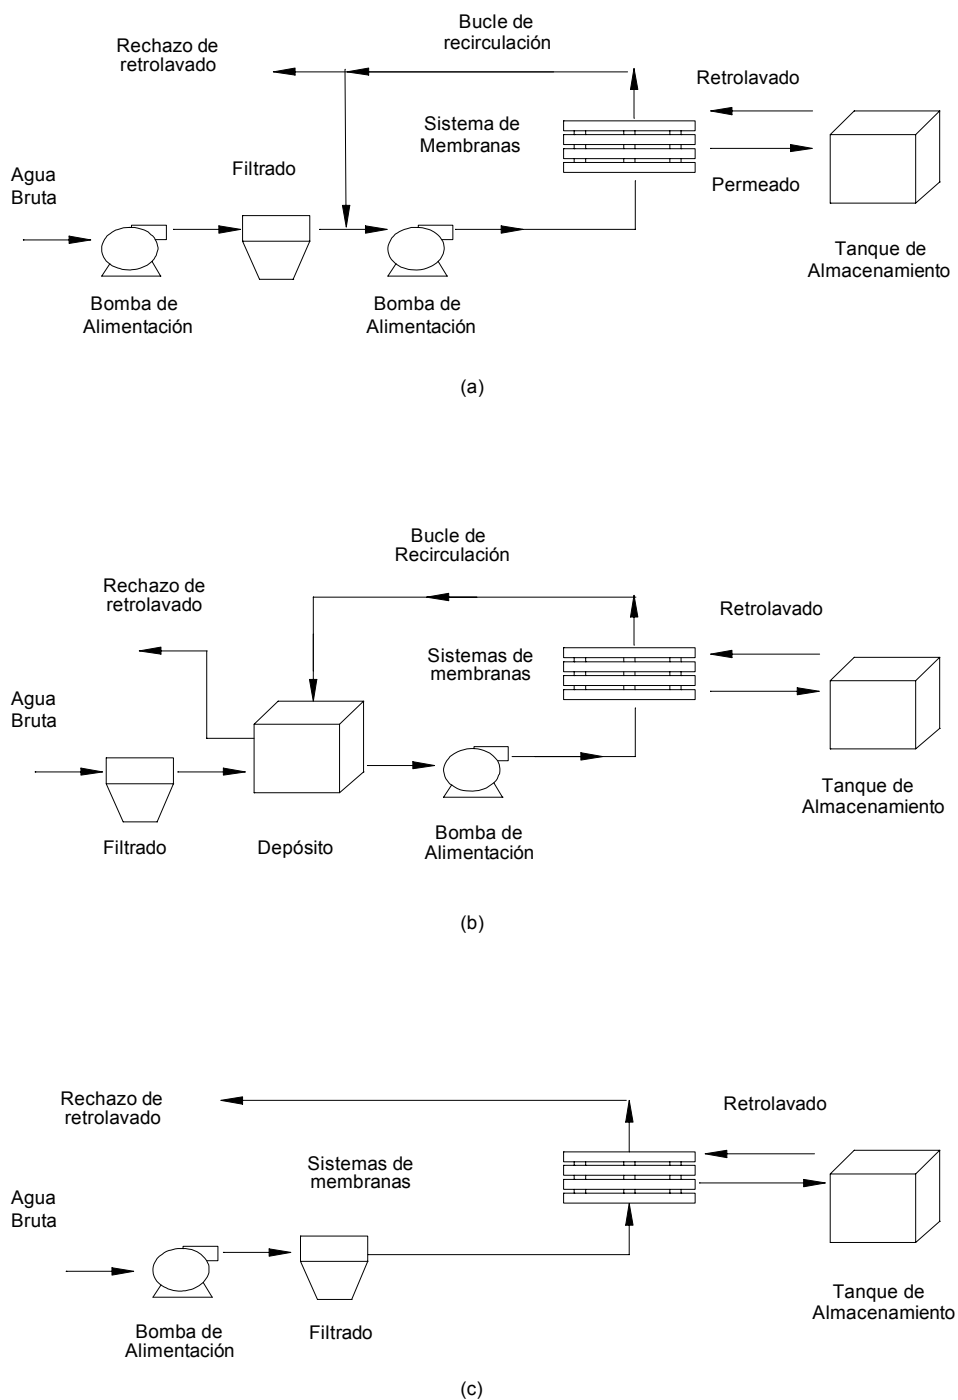 Bucle de
recirculación
Rechazo de
retrolavado
Retrolavado
Sistema de
Membranas
Filtrado
Agua
Bruta
Permeado
Tanque de
Almacenamiento
Bomba de
Alimentación
Bomba de
Alimentación
(a)
Bucle de
Recirculación
Rechazo de
retrolavado
Retrolavado
Sistemas de
membranas
Agua
Bruta
Tanque de
Almacenamiento
Filtrado
Depósito
Bomba de
Alimentación
(b)
Rechazo de
retrolavado
Retrolavado
Sistemas de
membranas
Agua
Bruta
Tanque de
Almacenamiento
Bomba de
Alimentación
Filtrado
(c)